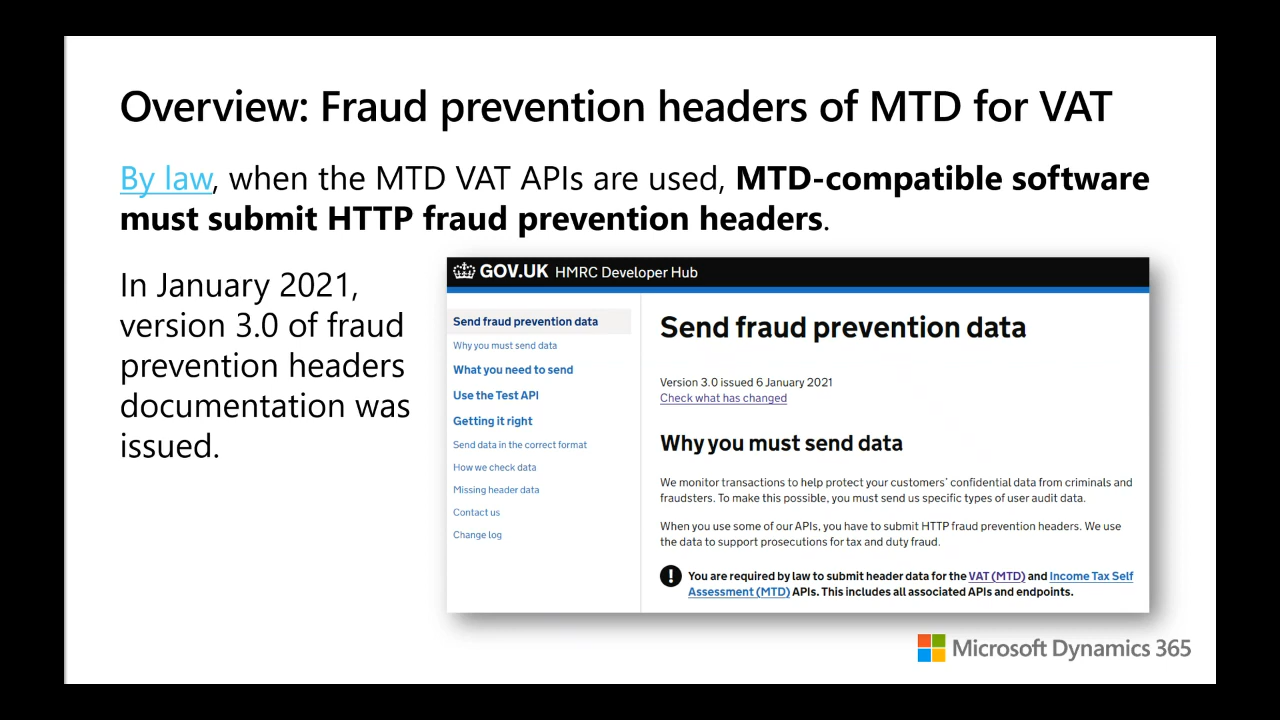 Overview: Fraud prevention headers of MTD for VAT
By law, when the MTD VAT APIs are used, MTD-compatible software
must submit HTTP fraud prevention headers.
In January 2021,
version 3.0 of fraud
prevention headers
documentation was
issued.
GOV.UK HMRC Developer Hub
Send fraud prevention data
Why you must send data
What you need to send
Use the Test API
Getting it right
Send data in the correct format
How we check data
Missing header data
Contact us
Change log
Send fraud prevention data
Version 3.0 issued 6 January 2021
Check what has changed
Why you must send data
We monitor transactions to help protect your customers' confidential data from criminals and
fraudsters. To make this possible, you must send us specific types of user audit data.
When you use some of our APIs, you have to submit HTTP fraud prevention headers. We use
the data to support prosecutions for tax and duty fraud.
! You are required by law to submit header data for the VAT (MTD) and Income Tax Self
Assessment (MTD) APIs. This includes all associated APIs and endpoints.
Microsoft Dynamics 365